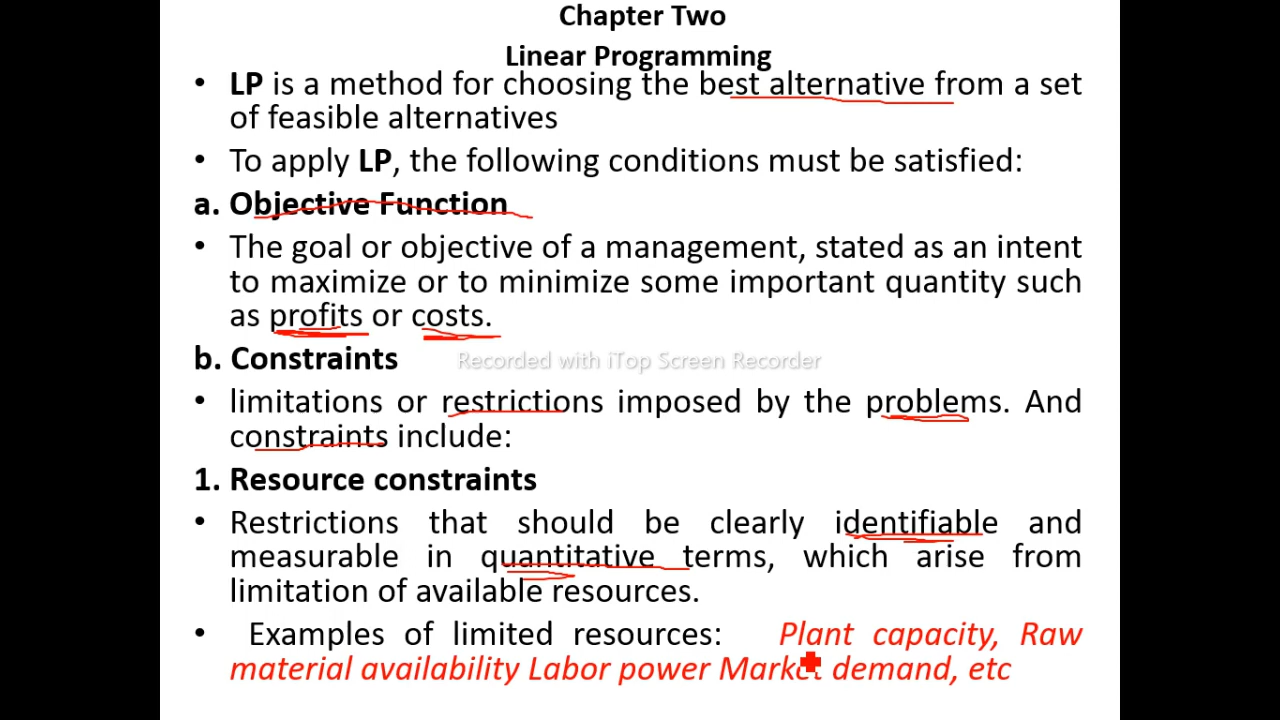 Chapter Two
Linear Programming
• LP is a method for choosing the best alternative from a set
of feasible alternatives
• To apply LP, the following conditions must be satisfied:
a. Objective Function
• The goal or objective of a management, stated as an intent
to maximize or to minimize some important quantity such
as profits or costs.
b. Constraints
Recorded with iTop Screen Recorder
• limitations or restrictions imposed by the problems. And
constraints include:
1. Resource constraints
• Restrictions that should be clearly identifiable and
measurable in quantitative terms, which arise from
limitation of available resources.
• Examples of limited resources: Plant capacity, Raw
material availability Labor power Market demand, etc